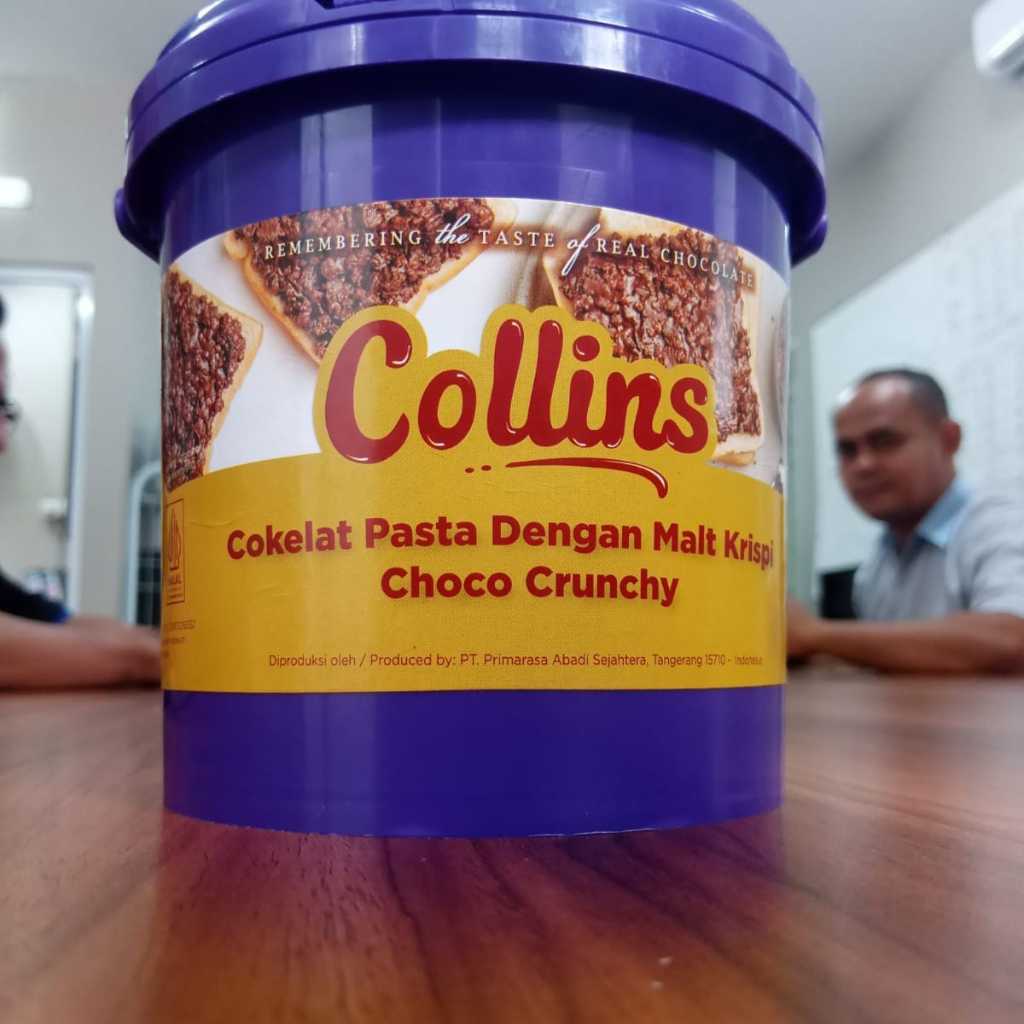 REMEMBERING the TASTE of REAL CHOCOLATE
Collins
Cokelat Pasta Dengan Malt Krispi
Choco Crunchy
HALAL
Diproduksi oleh / Produced by: PT. Primarasa Abadi Sejahtera, Tangerang 15710 - Indonesia